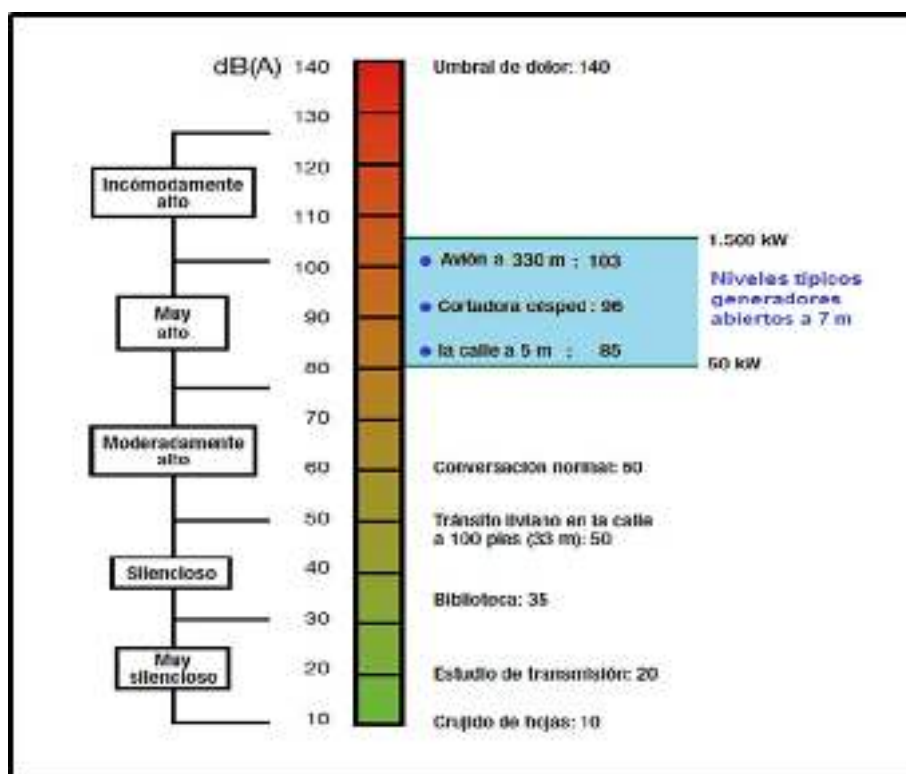 dB(A)
140
130
120
110
100
90
80
70
60
50
40
30
20
10
Incómodamente
alto
Muy
alto
Moderadamente
alto
Silencioso
Muy
silencioso
Umbral de dolor: 140
1.500 kW
Avión a 330 m : 103
Cortadora césped : 96
la calle a 5 m : 85
Niveles típicos
generadores
abiertos a 7 m
50 kW
Conversación normal: 60
Tránsito liviano en la calle
a 100 pies (33 m): 50
Biblioteca: 35
Estudio de transmisión: 20
Crujido de hojas: 10